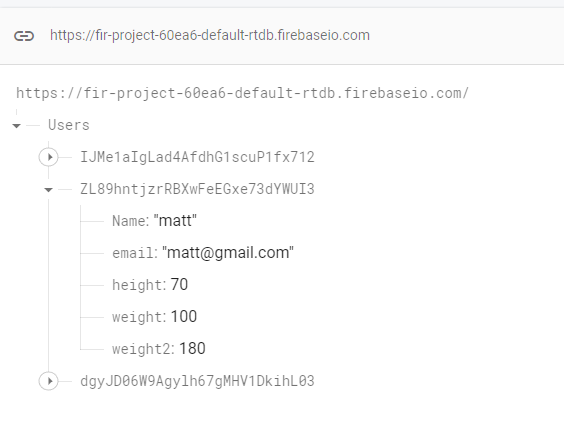 https://fir-project-60ea6-default-rtdb.firebaseio.com
https://fir-project-60ea6-default-rtdb.firebaseio.com/
Users
IJMe1aIgLad4AfdhG1scuP1fx712
ZL89hntjzrRBXwFeEGxe73dYWUI3
Name: "matt"
email: "matt@gmail.com"
height: 70
weight: 100
weight2: 180
dgyJD06W9Agylh67gMHV1DkihL03